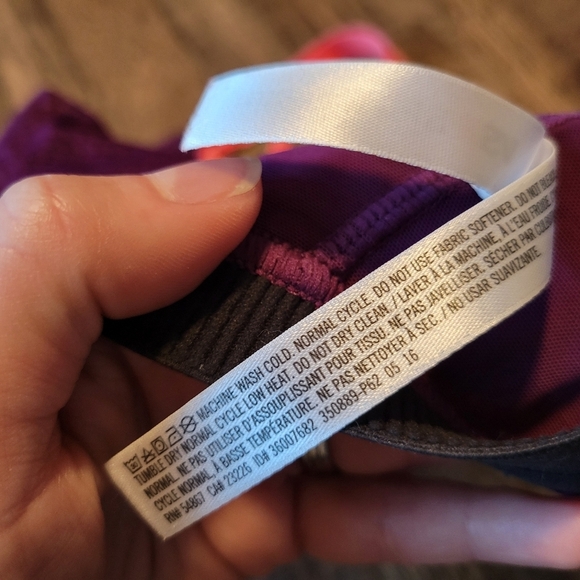 MACHINE WASH COLD. NORMAL CYCLE. DO NOT USE FABRIC SOFTENER. DO NOT
TUMBLE DRY NORMAL CYCLE LOW HEAT. DO NOT DRY CLEAN. / LAVER À LA MACHINE, À L'EAU FROIDE,
NORMAL. NE PAS UTILISER D'ASSOUPLISSANT POUR TISSU. NE PAS JAVELLISER. SÉCHER PAR
CYCLE NORMAL, À BASSE TEMPÉRATURE. NE PAS NETTOYER À SEC. / NO USAR SUAVIZANTE.
RN# 54867 CA# 23226 ID# 36007682 350889-P62 05 16